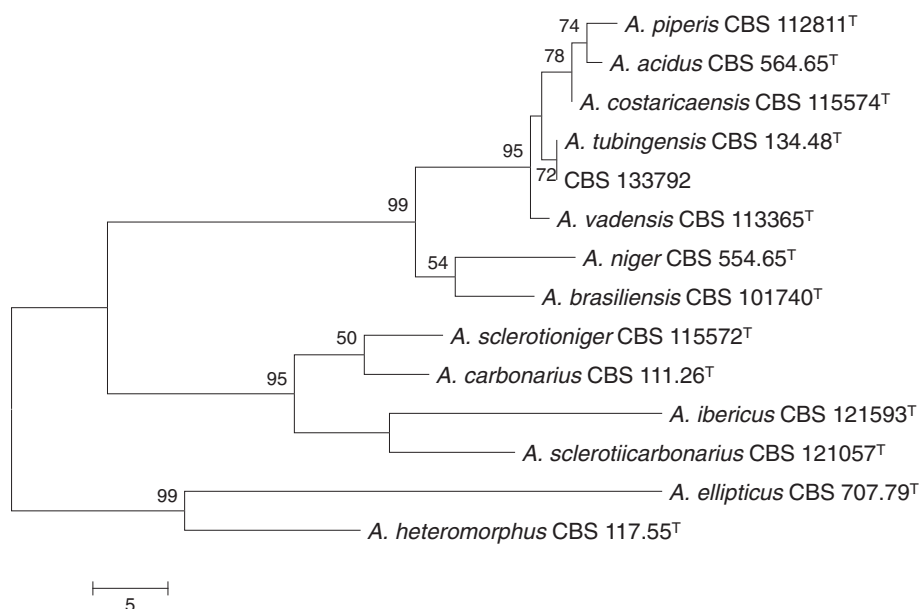 74 A. piperis CBS 112811ᵀ
78 A. acidus CBS 564.65ᵀ
A. costaricaensis CBS 115574ᵀ
95 A. tubingensis CBS 134.48ᵀ
72 CBS 133792
99 A. vadensis CBS 113365ᵀ
54 A. niger CBS 554.65ᵀ
A. brasiliensis CBS 101740ᵀ
50 A. sclerotioniger CBS 115572ᵀ
95 A. carbonarius CBS 111.26ᵀ
A. ibericus CBS 121593ᵀ
A. sclerotiicarbonarius CBS 121057ᵀ
99 A. ellipticus CBS 707.79ᵀ
A. heteromorphus CBS 117.55ᵀ
5